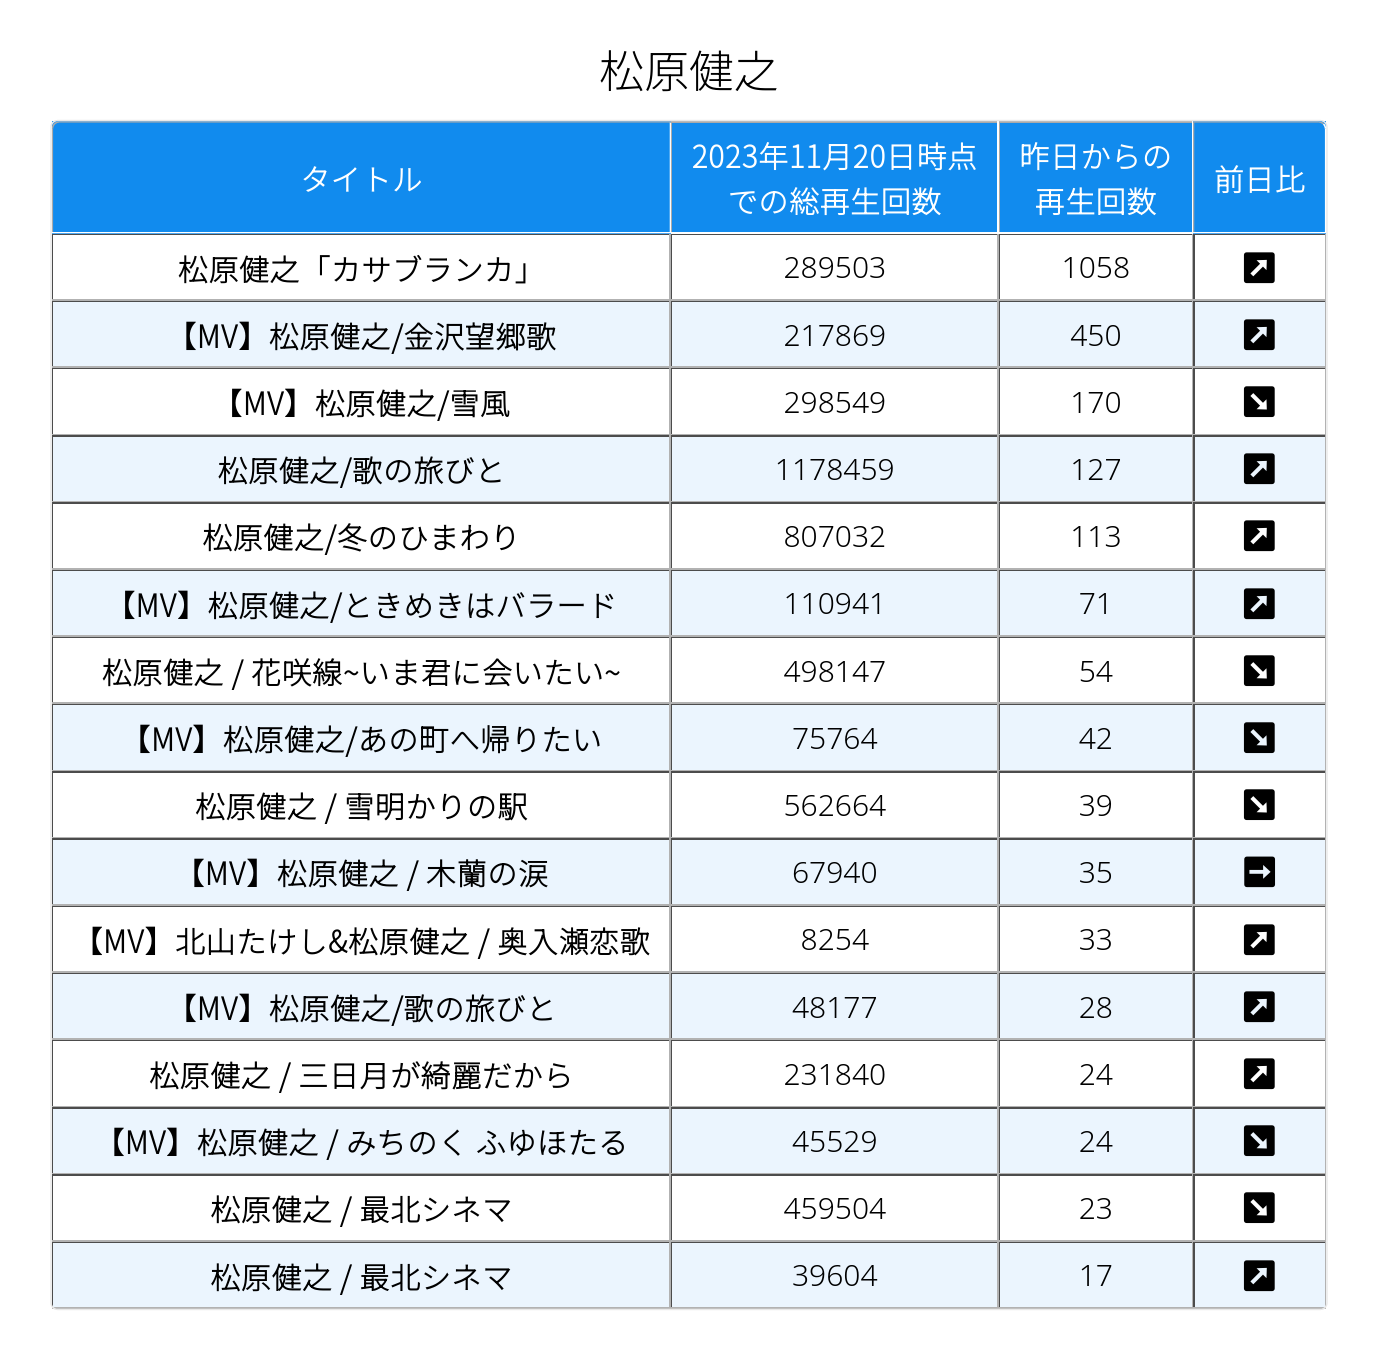 松原健之
タイトル
2023年11月20日時点
での総再生回数
昨日からの
再生回数
前日比
松原健之「カサブランカ」 289503 1058 ↗
【MV】松原健之/金沢望郷歌 217869 450 ↗
【MV】松原健之/雪風 298549 170 ↘
松原健之/歌の旅びと 1178459 127 ↗
松原健之/冬のひまわり 807032 113 ↗
【MV】松原健之/ときめきはバラード 110941 71 ↗
松原健之 / 花咲線~いま君に会いたい~ 498147 54 ↘
【MV】松原健之/あの町へ帰りたい 75764 42 ↘
松原健之 / 雪明かりの駅 562664 39 ↘
【MV】松原健之 / 木蘭の涙 67940 35 →
【MV】北山たけし&松原健之 / 奥入瀬恋歌 8254 33 ↗
【MV】松原健之/歌の旅びと 48177 28 ↗
松原健之 / 三日月が綺麗だから 231840 24 ↗
【MV】松原健之 / みちのく ふゆほたる 45529 24 ↘
松原健之 / 最北シネマ 459504 23 ↘
松原健之 / 最北シネマ 39604 17 ↗